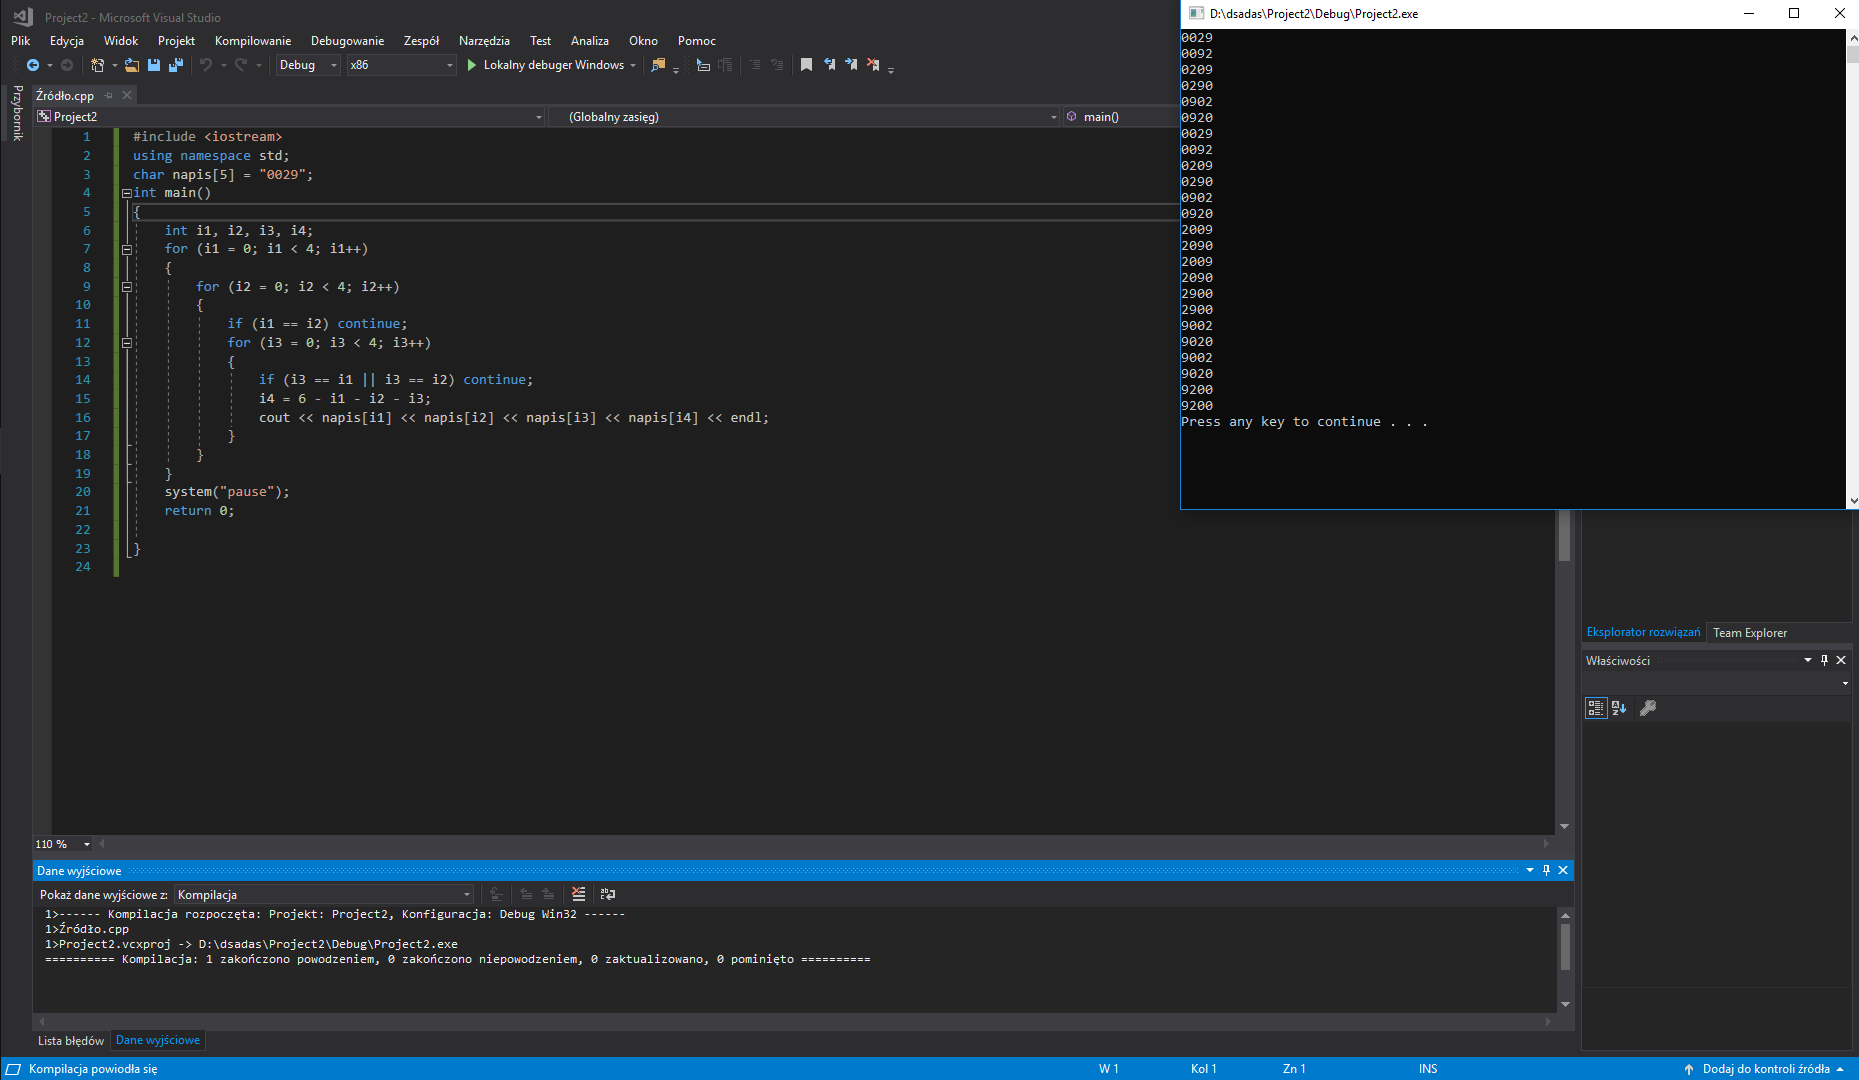 Project2 - Microsoft Visual Studio
Plik Edycja Widok Projekt Kompilowanie Debugowanie Zespół Narzędzia Test Analiza Okno Pomoc
Debug x86 Lokalny debuger Windows
Przybornik
Źródło.cpp
Project2 (Globalny zasięg) main()
1 #include <iostream>
2 using namespace std;
3 char napis[5] = "0029";
4 int main()
5 {
6 int i1, i2, i3, i4;
7 for (i1 = 0; i1 < 4; i1++)
8 {
9 for (i2 = 0; i2 < 4; i2++)
10 {
11 if (i1 == i2) continue;
12 for (i3 = 0; i3 < 4; i3++)
13 {
14 if (i3 == i1 || i3 == i2) continue;
15 i4 = 6 - i1 - i2 - i3;
16 cout << napis[i1] << napis[i2] << napis[i3] << napis[i4] << endl;
17 }
18 }
19 }
20 system("pause");
21 return 0;
22
23 }
24
110 %
D:\dsadas\Project2\Debug\Project2.exe
0029
0092
0209
0290
0902
0920
0029
0092
0209
0290
0902
0920
2009
2090
2009
2090
2900
2900
9002
9020
9002
9020
9200
9200
Press any key to continue . . .
Eksplorator rozwiązań Team Explorer
Właściwości
Dane wyjściowe
Pokaż dane wyjściowe z: Kompilacja
1>------ Kompilacja rozpoczęta: Projekt: Project2, Konfiguracja: Debug Win32 ------
1>Źródło.cpp
1>Project2.vcxproj -> D:\dsadas\Project2\Debug\Project2.exe
========== Kompilacja: 1 zakończono powodzeniem, 0 zakończono niepowodzeniem, 0 zaktualizowano, 0 pominięto ==========
Lista błędów Dane wyjściowe
Kompilacja powiodła się W 1 Kol 1 Zn 1 INS Dodaj do kontroli źródła